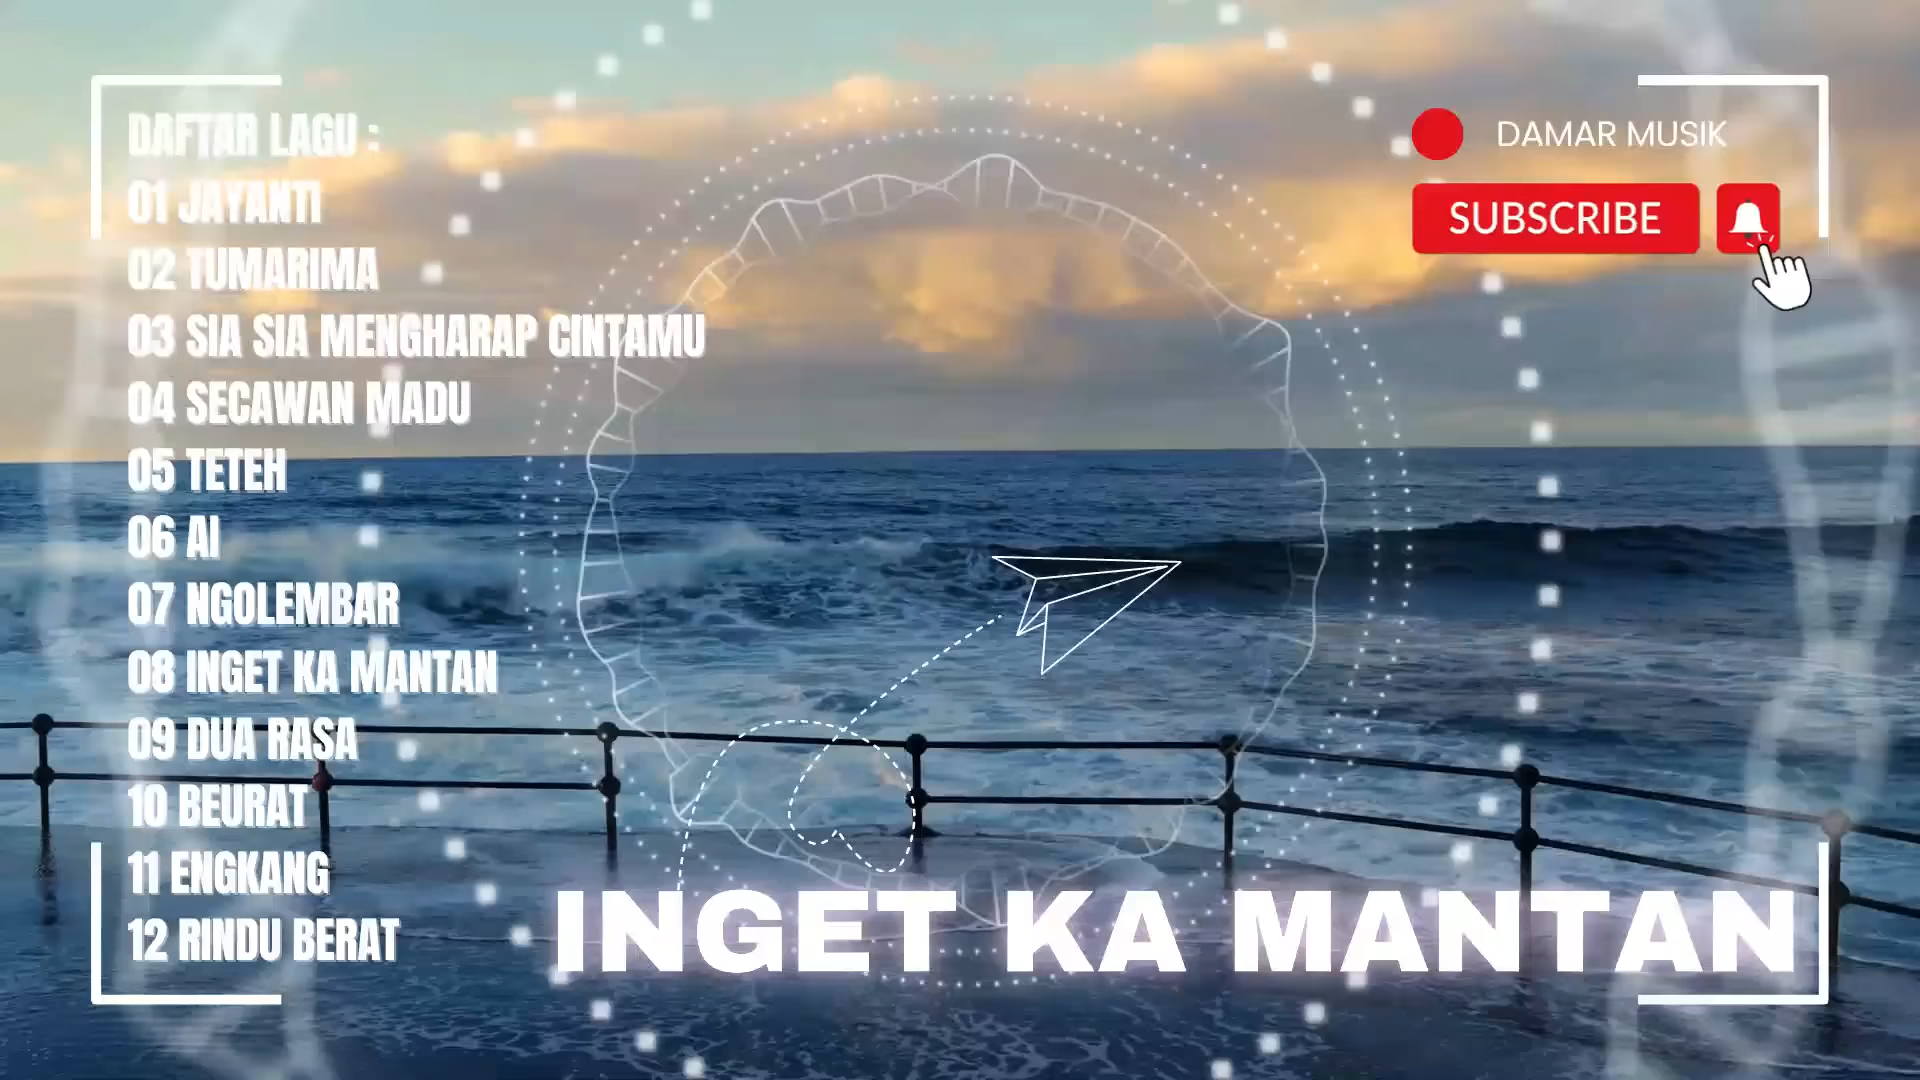 DAFTAR LAGU :
01 JAYANTI
02 TUMARIMA
03 SIA SIA MENGHARAP CINTAMU
04 SECAWAN MADU
05 TETEH
06 AI
07 NGOLEMBAR
08 INGET KA MANTAN
09 DUA RASA
10 BEURAT
11 ENGKANG
12 RINDU BERAT
DAMAR MUSIK
SUBSCRIBE
INGET KA MANTAN